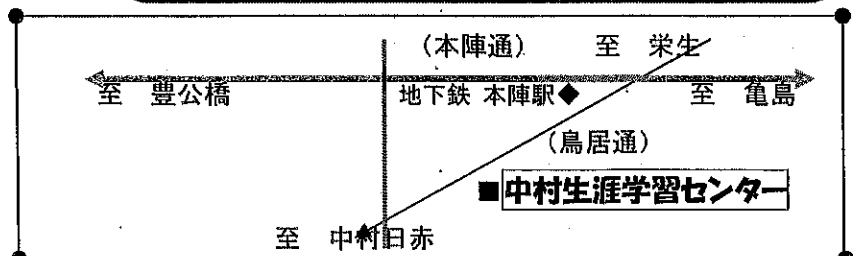 (本陣通) 至 栄生
至 豊公橋 地下鉄 本陣駅◆ 至 亀島
(鳥居通)
■中村生涯学習センター
至 中村日赤